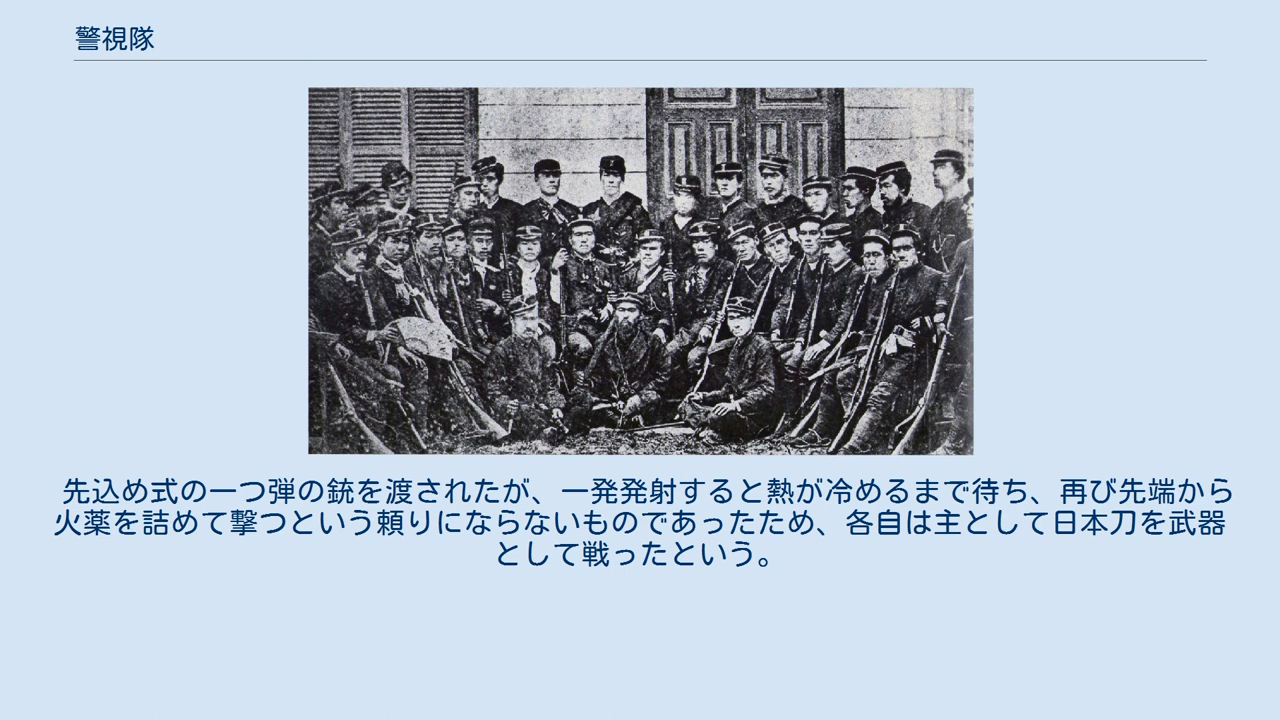 警視隊
先込め式の一つ弾の銃を渡されたが、一発発射すると熱が冷めるまで待ち、再び先端から
火薬を詰めて撃つという頼りにならないものであったため、各自は主として日本刀を武器
として戦ったという。